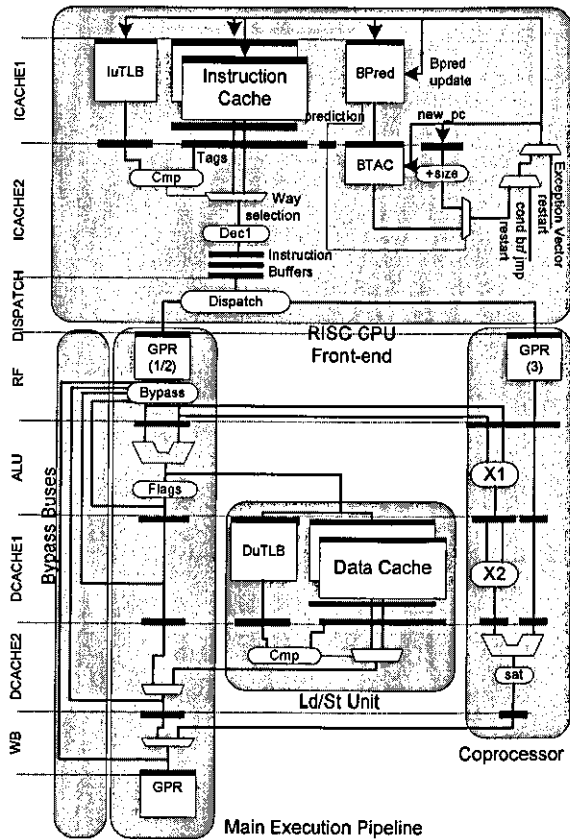 ICACHE1
IuTLB
Instruction
Cache
BPred
Bpred
update
prediction
new_pc
Tags
Cmp
BTAC
+size
ICACHE2
Way
selection
Dec1
Instruction
Buffers
restart
cond br/ jmp
restart
Exception Vector
DISPATCH
Dispatch
RISC CPU
Front-end
RF
GPR
(1/2)
Bypass
GPR
(3)
ALU
Flags
X1
Bypass Buses
DCACHE1
DuTLB
Data Cache
X2
DCACHE2
Cmp
sat
Ld/St Unit
WB
Coprocessor
GPR
Main Execution Pipeline